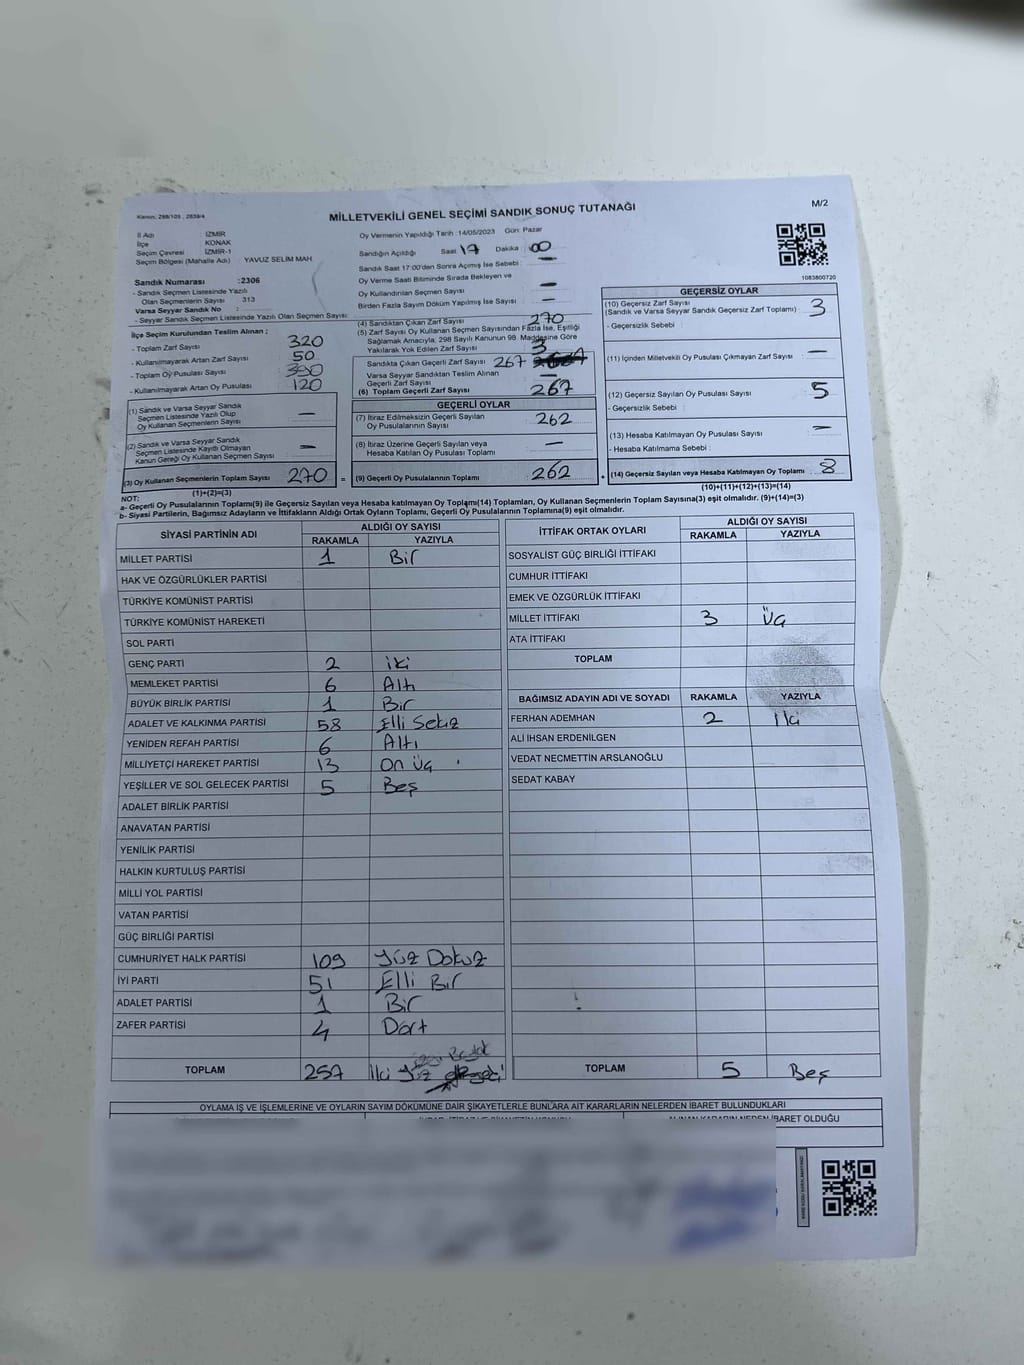 Kanun; 298/105 , 2839/4
MİLLETVEKİLİ GENEL SEÇİMİ SANDIK SONUÇ TUTANAĞI
M/2
İl Adı : İZMİR
İlçe : KONAK
Seçim Çevresi : İZMİR-1
Seçim Bölgesi (Mahalle Adı) : YAVUZ SELİM MAH
Sandık Numarası :2306
- Sandık Seçmen Listesinde Yazılı
Olan Seçmenlerin Sayısı : 313
Varsa Seyyar Sandık No :
- Seyyar Sandık Seçmen Listesinde Yazılı Olan Seçmen Sayısı:
Oy Vermenin Yapıldığı Tarih :14/05/2023 Gün: Pazar
Sandığın Açıldığı Saat 17 Dakika :00
Sandık Saat 17:00'den Sonra Açılmış İse Sebebi : —
Oy Verme Saati Bitiminde Sırada Bekleyen ve
Oy Kullandırılan Seçmen Sayısı : —
Birden Fazla Sayım Döküm Yapılmış İse Sayısı : —
1083800720
İlçe Seçim Kurulundan Teslim Alınan ;
- Toplam Zarf Sayısı : 320
- Kullanılmayarak Artan Zarf Sayısı : 50
- Toplam Oy Pusulası Sayısı : 390
- Kullanılmayarak Artan Oy Pusulası : 120
(1) Sandık ve Varsa Seyyar Sandık
Seçmen Listesinde Yazılı Olup
Oy Kullanan Seçmenlerin Sayısı : —
(2) Sandık ve Varsa Seyyar Sandık
Seçmen Listesinde Kayıtlı Olmayan
Kanun Gereği Oy Kullanan Seçmen Sayısı : —
(3) Oy Kullanan Seçmenlerin Toplam Sayısı : 270 =
(1)+(2)=(3)
(4) Sandıktan Çıkan Zarf Sayısı : 270
(5) Zarf Sayısı Oy Kullanan Seçmen Sayısından Fazla İse, Eşitliği
Sağlamak Amacıyla; 298 Sayılı Kanunun 98. Maddesine Göre
Yakılarak Yok Edilen Zarf Sayısı : 3
Sandıkta Çıkan Geçerli Zarf Sayısı : 267
Varsa Seyyar Sandıktan Teslim Alınan
Geçerli Zarf Sayısı : —
(6) Toplam Geçerli Zarf Sayısı : 267
GEÇERLİ OYLAR
(7) İtiraz Edilmeksizin Geçerli Sayılan
Oy Pusulalarının Sayısı : 262
(8) İtiraz Üzerine Geçerli Sayılan veya
Hesaba Katılan Oy Pusulası Toplamı : —
(9) Geçerli Oy Pusulalarının Toplamı : 262 +
GEÇERSİZ OYLAR
(10) Geçersiz Zarf Sayısı
(Sandık ve Varsa Seyyar Sandık Geçersiz Zarf Toplamı) : 3
- Geçersizlik Sebebi :
(11) İçinden Milletvekili Oy Pusulası Çıkmayan Zarf Sayısı : —
(12) Geçersiz Sayılan Oy Pusulası Sayısı : 5
- Geçersizlik Sebebi :
(13) Hesaba Katılmayan Oy Pusulası Sayısı : —
- Hesaba Katılmama Sebebi :
(14) Geçersiz Sayılan veya Hesaba Katılmayan Oy Toplamı : 8
(10)+(11)+(12)+(13)=(14)
NOT:
a- Geçerli Oy Pusulalarının Toplamı(9) ile Geçersiz Sayılan veya Hesaba katılmayan Oy Toplamı(14) Toplamları, Oy Kullanan Seçmenlerin Toplam Sayısına(3) eşit olmalıdır. (9)+(14)=(3)
b- Siyasi Partilerin, Bağımsız Adayların ve İttifakların Aldığı Ortak Oyların Toplamı, Geçerli Oy Pusulalarının Toplamına(9) eşit olmalıdır.
SİYASİ PARTİNİN ADI ALDIĞI OY SAYISI
RAKAMLA YAZIYLA
MİLLET PARTİSİ 1 Bir
HAK VE ÖZGÜRLÜKLER PARTİSİ
TÜRKİYE KOMÜNİST PARTİSİ
TÜRKİYE KOMÜNİST HAREKETİ
SOL PARTİ
GENÇ PARTİ 2 iki
MEMLEKET PARTİSİ 6 Altı
BÜYÜK BİRLİK PARTİSİ 1 Bir
ADALET VE KALKINMA PARTİSİ 58 Elli Sekiz
YENİDEN REFAH PARTİSİ 6 Altı
MİLLİYETÇİ HAREKET PARTİSİ 13 On Üç
YEŞİLLER VE SOL GELECEK PARTİSİ 5 Beş
ADALET BİRLİK PARTİSİ
ANAVATAN PARTİSİ
YENİLİK PARTİSİ
HALKIN KURTULUŞ PARTİSİ
MİLLİ YOL PARTİSİ
VATAN PARTİSİ
GÜÇ BİRLİĞİ PARTİSİ
CUMHURİYET HALK PARTİSİ 109 Yüz Dokuz
İYİ PARTİ 51 Elli Bir
ADALET PARTİSİ 1 Bir
ZAFER PARTİSİ 4 Dört
TOPLAM 257 İki Yüz
İTTİFAK ORTAK OYLARI ALDIĞI OY SAYISI
RAKAMLA YAZIYLA
SOSYALİST GÜÇ BİRLİĞİ İTTİFAKI
CUMHUR İTTİFAKI
EMEK VE ÖZGÜRLÜK İTTİFAKI
MİLLET İTTİFAKI 3 Üç
ATA İTTİFAKI
TOPLAM
BAĞIMSIZ ADAYIN ADI VE SOYADI RAKAMLA YAZIYLA
FERHAN ADEMHAN 2 İki
ALİ İHSAN ERDENİLGEN
VEDAT NECMETTİN ARSLANOĞLU
SEDAT KABAY
TOPLAM 5 Beş
OYLAMA İŞ VE İŞLEMLERİNE VE OYLARIN SAYIM DÖKÜMÜNE DAİR ŞİKAYETLERLE BUNLARA AİT KARARLARIN NELERDEN İBARET BULUNDUKLARI
ALINAN KARARIN NEDEN İBARET OLDUĞU